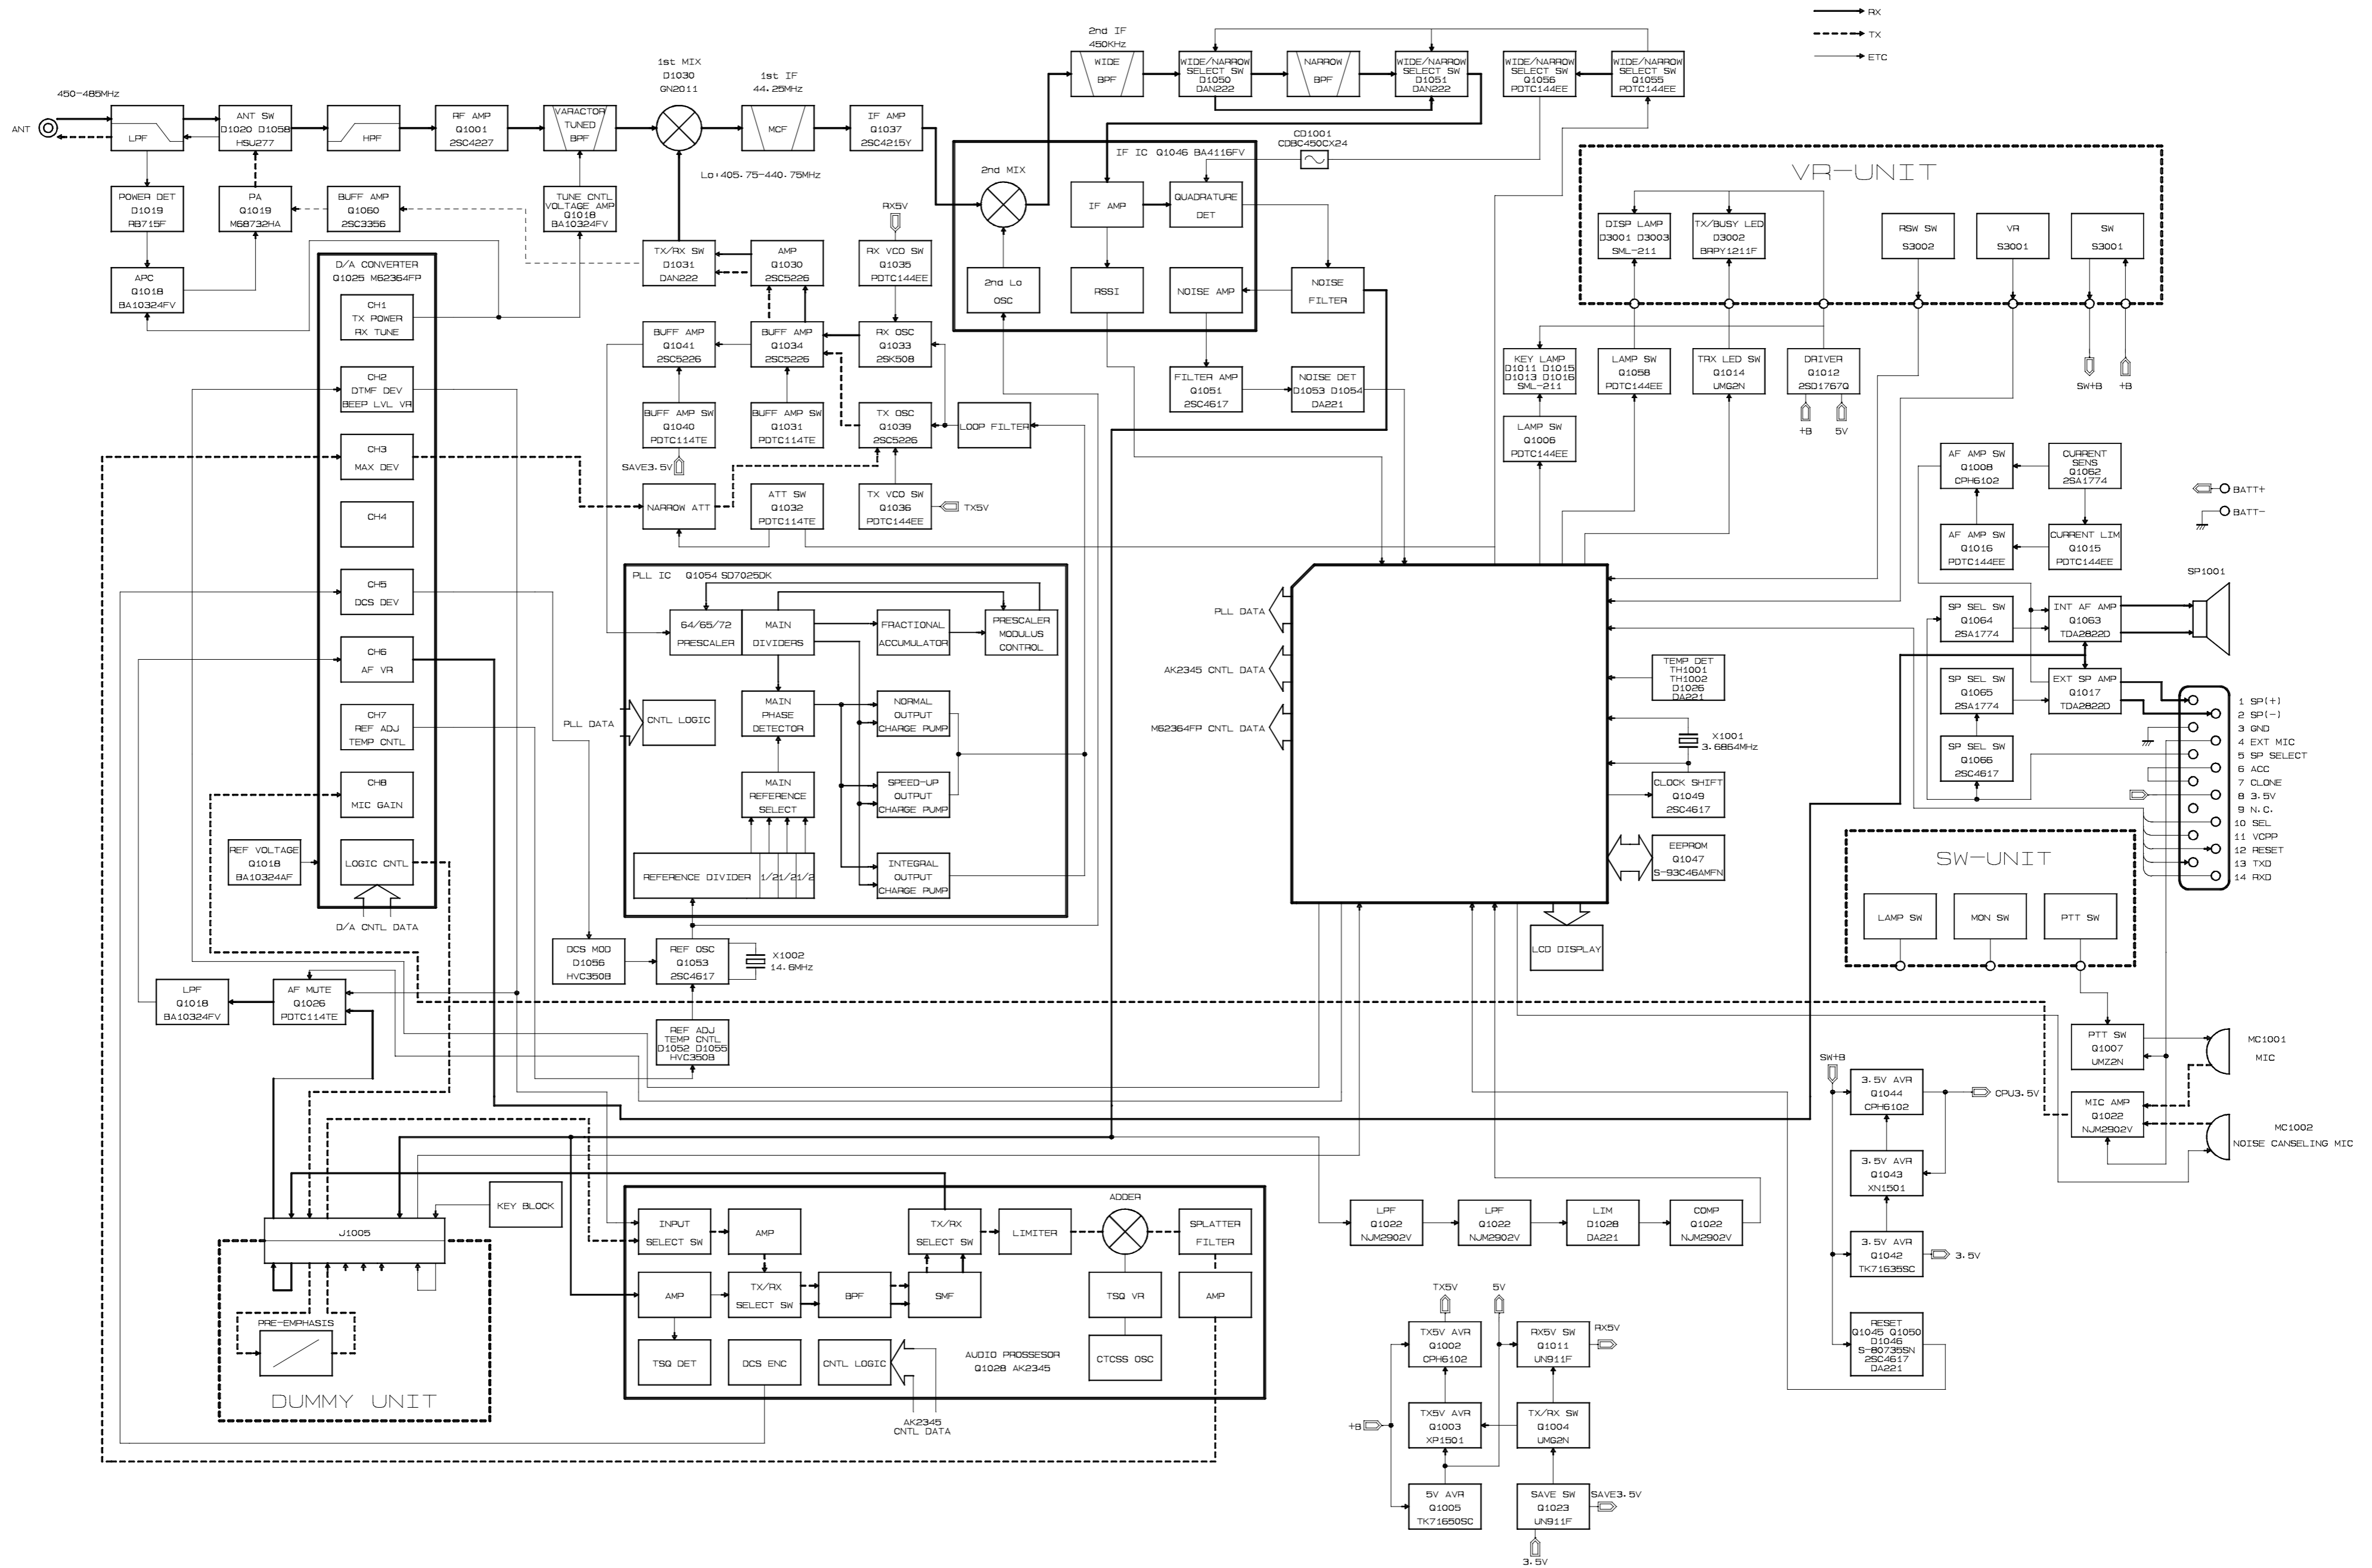 RX
TX
ETC
450-485MHz
ANT
LPF
ANT SW
D1020 D1058
HSU277
HPF
RF AMP
Q1001
2SC4227
VARACTOR
TUNED
BPF
1st MIX
D1030
GN2011
1st IF
44.25MHz
MCF
IF AMP
Q1037
2SC4215Y
Lo:405.75-440.75MHz
2nd IF
450KHz
WIDE
BPF
WIDE/NARROW
SELECT SW
D1050
DAN222
NARROW
BPF
WIDE/NARROW
SELECT SW
D1051
DAN222
WIDE/NARROW
SELECT SW
Q1056
PDTC144EE
WIDE/NARROW
SELECT SW
Q1055
PDTC144EE
CD1001
CDBC450CX24
IF IC Q1046 BA4116FV
2nd MIX
IF AMP
QUADRATURE
DET
2nd Lo
OSC
RSSI
NOISE AMP
NOISE
FILTER
FILTER AMP
Q1051
2SC4617
NOISE DET
D1053 D1054
DA221
POWER DET
D1019
RB715F
PA
Q1019
M68732HA
BUFF AMP
Q1060
2SC3356
TUNE CNTL
VOLTAGE AMP
Q1018
BA10324FV
APC
Q1018
BA10324FV
TX/RX SW
D1031
DAN222
AMP
Q1030
2SC5226
RX5V
RX VCO SW
Q1035
PDTC144EE
BUFF AMP
Q1041
2SC5226
BUFF AMP
Q1034
2SC5226
RX OSC
Q1033
2SK508
BUFF AMP SW
Q1040
PDTC114TE
BUFF AMP SW
Q1031
PDTC114TE
TX OSC
Q1039
2SC5226
LOOP FILTER
SAVE3.5V
NARROW ATT
ATT SW
Q1032
PDTC114TE
TX VCO SW
Q1036
PDTC144EE
TX5V
D/A CONVERTER
Q1025 M62364FP
CH1
TX POWER
RX TUNE
CH2
DTMF DEV
BEEP LVL VR
CH3
MAX DEV
CH4
CH5
DCS DEV
CH6
AF VR
CH7
REF ADJ
TEMP CNTL
CH8
MIC GAIN
LOGIC CNTL
D/A CNTL DATA
REF VOLTAGE
Q1018
BA10324AF
PLL IC Q1054 SD7025DK
64/65/72
PRESCALER
MAIN
DIVIDERS
FRACTIONAL
ACCUMULATOR
PRESCALER
MODULUS
CONTROL
PLL DATA
CNTL LOGIC
MAIN
PHASE
DETECTOR
NORMAL
OUTPUT
CHARGE PUMP
MAIN
REFERENCE
SELECT
SPEED-UP
OUTPUT
CHARGE PUMP
REFERENCE DIVIDER
1/2
1/2
1/2
INTEGRAL
OUTPUT
CHARGE PUMP
DCS MOD
D1056
HVC350B
REF OSC
Q1053
2SC4617
X1002
14.6MHz
REF ADJ
TEMP CNTL
D1052 D1055
HVC350B
LPF
Q1018
BA10324FV
AF MUTE
Q1026
PDTC114TE
VR-UNIT
DISP LAMP
D3001 D3003
SML-211
TX/BUSY LED
D3002
BRPY1211F
RSW SW
S3002
VR
S3001
SW
S3001
KEY LAMP
D1011 D1015
D1013 D1016
SML-211
LAMP SW
Q1058
PDTC144EE
TRX LED SW
Q1014
UMG2N
DRIVER
Q1012
2SD1767Q
SW+B
+B
+B
5V
LAMP SW
Q1006
PDTC144EE
AF AMP SW
Q1008
CPH6102
CURRENT
SENS
Q1062
2SA1774
BATT+
BATT-
AF AMP SW
Q1016
PDTC144EE
CURRENT LIM
Q1015
PDTC144EE
SP1001
SP SEL SW
Q1064
2SA1774
INT AF AMP
Q1063
TDA2822D
SP SEL SW
Q1065
2SA1774
EXT SP AMP
Q1017
TDA2822D
SP SEL SW
Q1066
2SC4617
1 SP(+)
2 SP(-)
3 GND
4 EXT MIC
5 SP SELECT
6 ACC
7 CLONE
8 3.5V
9 N.C.
10 SEL
11 VCPP
12 RESET
13 TXD
14 RXD
PLL DATA
AK2345 CNTL DATA
M62364FP CNTL DATA
TEMP DET
TH1001
TH1002
D1026
DA221
X1001
3.6864MHz
CLOCK SHIFT
Q1049
2SC4617
EEPROM
Q1047
S-93C46AMFN
LCD DISPLAY
SW-UNIT
LAMP SW
MON SW
PTT SW
PTT SW
Q1007
UMZ2N
MC1001
MIC
MIC AMP
Q1022
NJM2902V
MC1002
NOISE CANSELING MIC
SW+B
3.5V AVR
Q1044
CPH6102
CPU3.5V
3.5V AVR
Q1043
XN1501
3.5V AVR
Q1042
TK71635SC
3.5V
RESET
Q1045 Q1050
D1046
S-80735SN
2SC4617
DA221
LPF
Q1022
NJM2902V
LPF
Q1022
NJM2902V
LIM
D1028
DA221
COMP
Q1022
NJM2902V
KEY BLOCK
J1005
PRE-EMPHASIS
DUMMY UNIT
INPUT
SELECT SW
AMP
TX/RX
SELECT SW
LIMITER
ADDER
SPLATTER
FILTER
AMP
TX/RX
SELECT SW
BPF
SMF
TSQ VR
AMP
TSQ DET
DCS ENC
CNTL LOGIC
AUDIO PROSSESOR
Q1028 AK2345
CTCSS OSC
AK2345
CNTL DATA
TX5V
5V
TX5V AVR
Q1002
CPH6102
RX5V SW
Q1011
UN911F
RX5V
+B
TX5V AVR
Q1003
XP1501
TX/RX SW
Q1004
UMG2N
5V AVR
Q1005
TK71650SC
SAVE SW
Q1023
UN911F
SAVE3.5V
3.5V